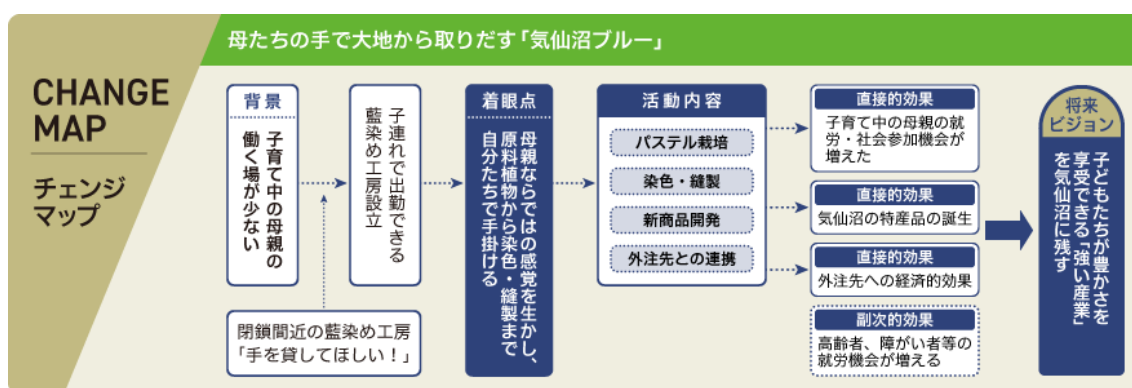 母たちの手で大地から取りだす「気仙沼ブルー」
CHANGE
MAP
チェンジ
マップ
背景
子育て中の母親の
働く場が少ない
閉鎖間近の藍染め工房
「手を貸してほしい！」
子連れで出勤できる
藍染め工房設立
着眼点
母親ならではの感覚を生かし、
原料植物から染色・縫製まで
自分たちで手掛ける
活動内容
パステル栽培
染色・縫製
新商品開発
外注先との連携
直接的効果
子育て中の母親の就
労・社会参加機会が
増えた
直接的効果
気仙沼の特産品の誕生
直接的効果
外注先への経済的効果
副次的効果
高齢者、障がい者等の
就労機会が増える
将来
ビジョン
子どもたちが豊かさを
享受できる「強い産業」
を気仙沼に残す